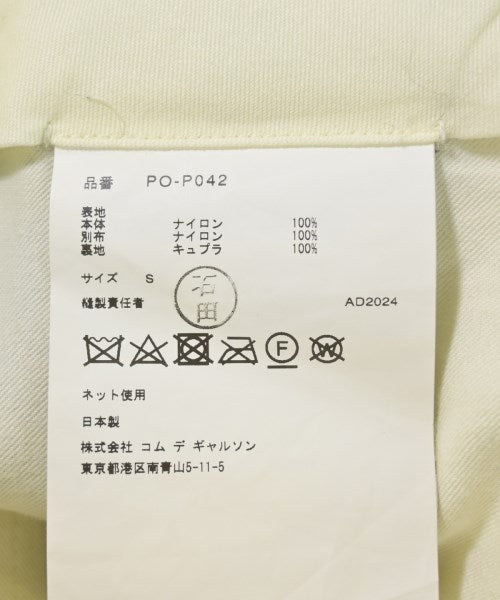 品番 PO-P042
表地
本体 ナイロン 100%
別布 ナイロン 100%
裏地 キュプラ 100%
サイズ S
石田
縫製責任者 AD2024
F W
ネット使用
日本製
株式会社 コム デ ギャルソン
東京都港区南青山5-11-5